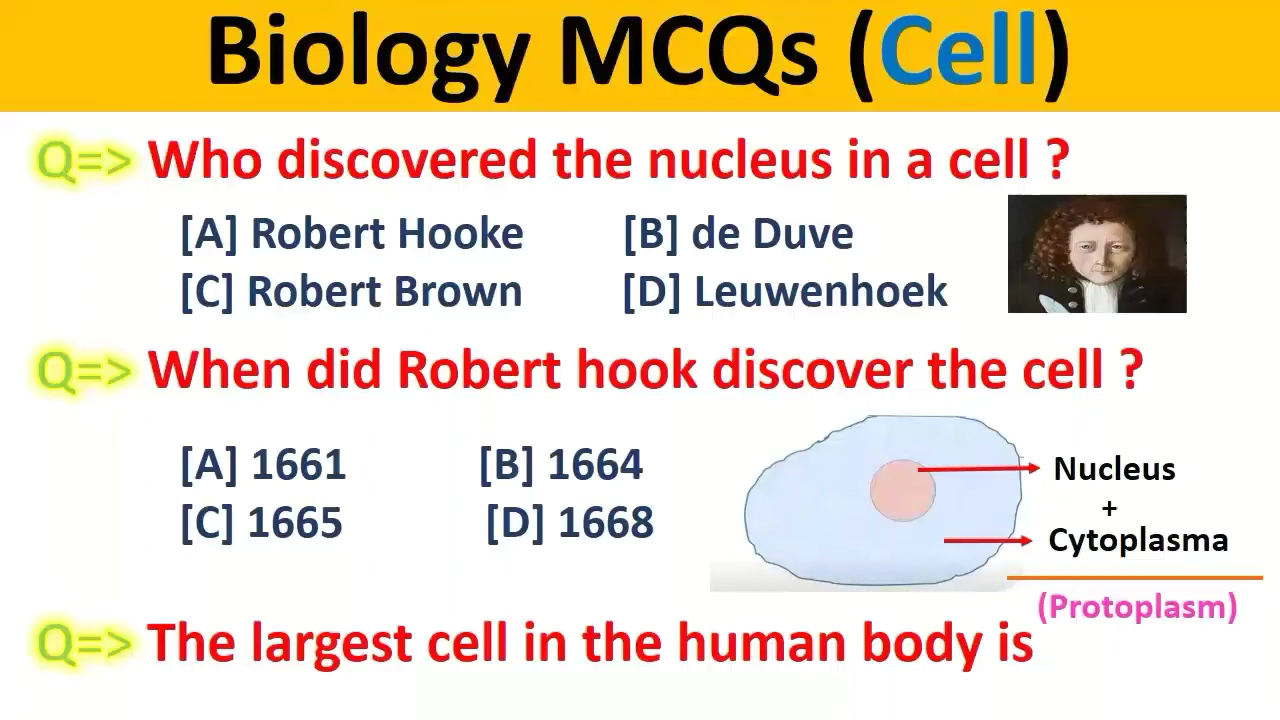 Biology MCQs (Cell)
Q=> Who discovered the nucleus in a cell ?
[A] Robert Hooke [B] de Duve
[C] Robert Brown [D] Leuwenhoek
Q=> When did Robert hook discover the cell ?
[A] 1661 [B] 1664
[C] 1665 [D] 1668
Nucleus
+
Cytoplasma
(Protoplasm)
Q=> The largest cell in the human body is